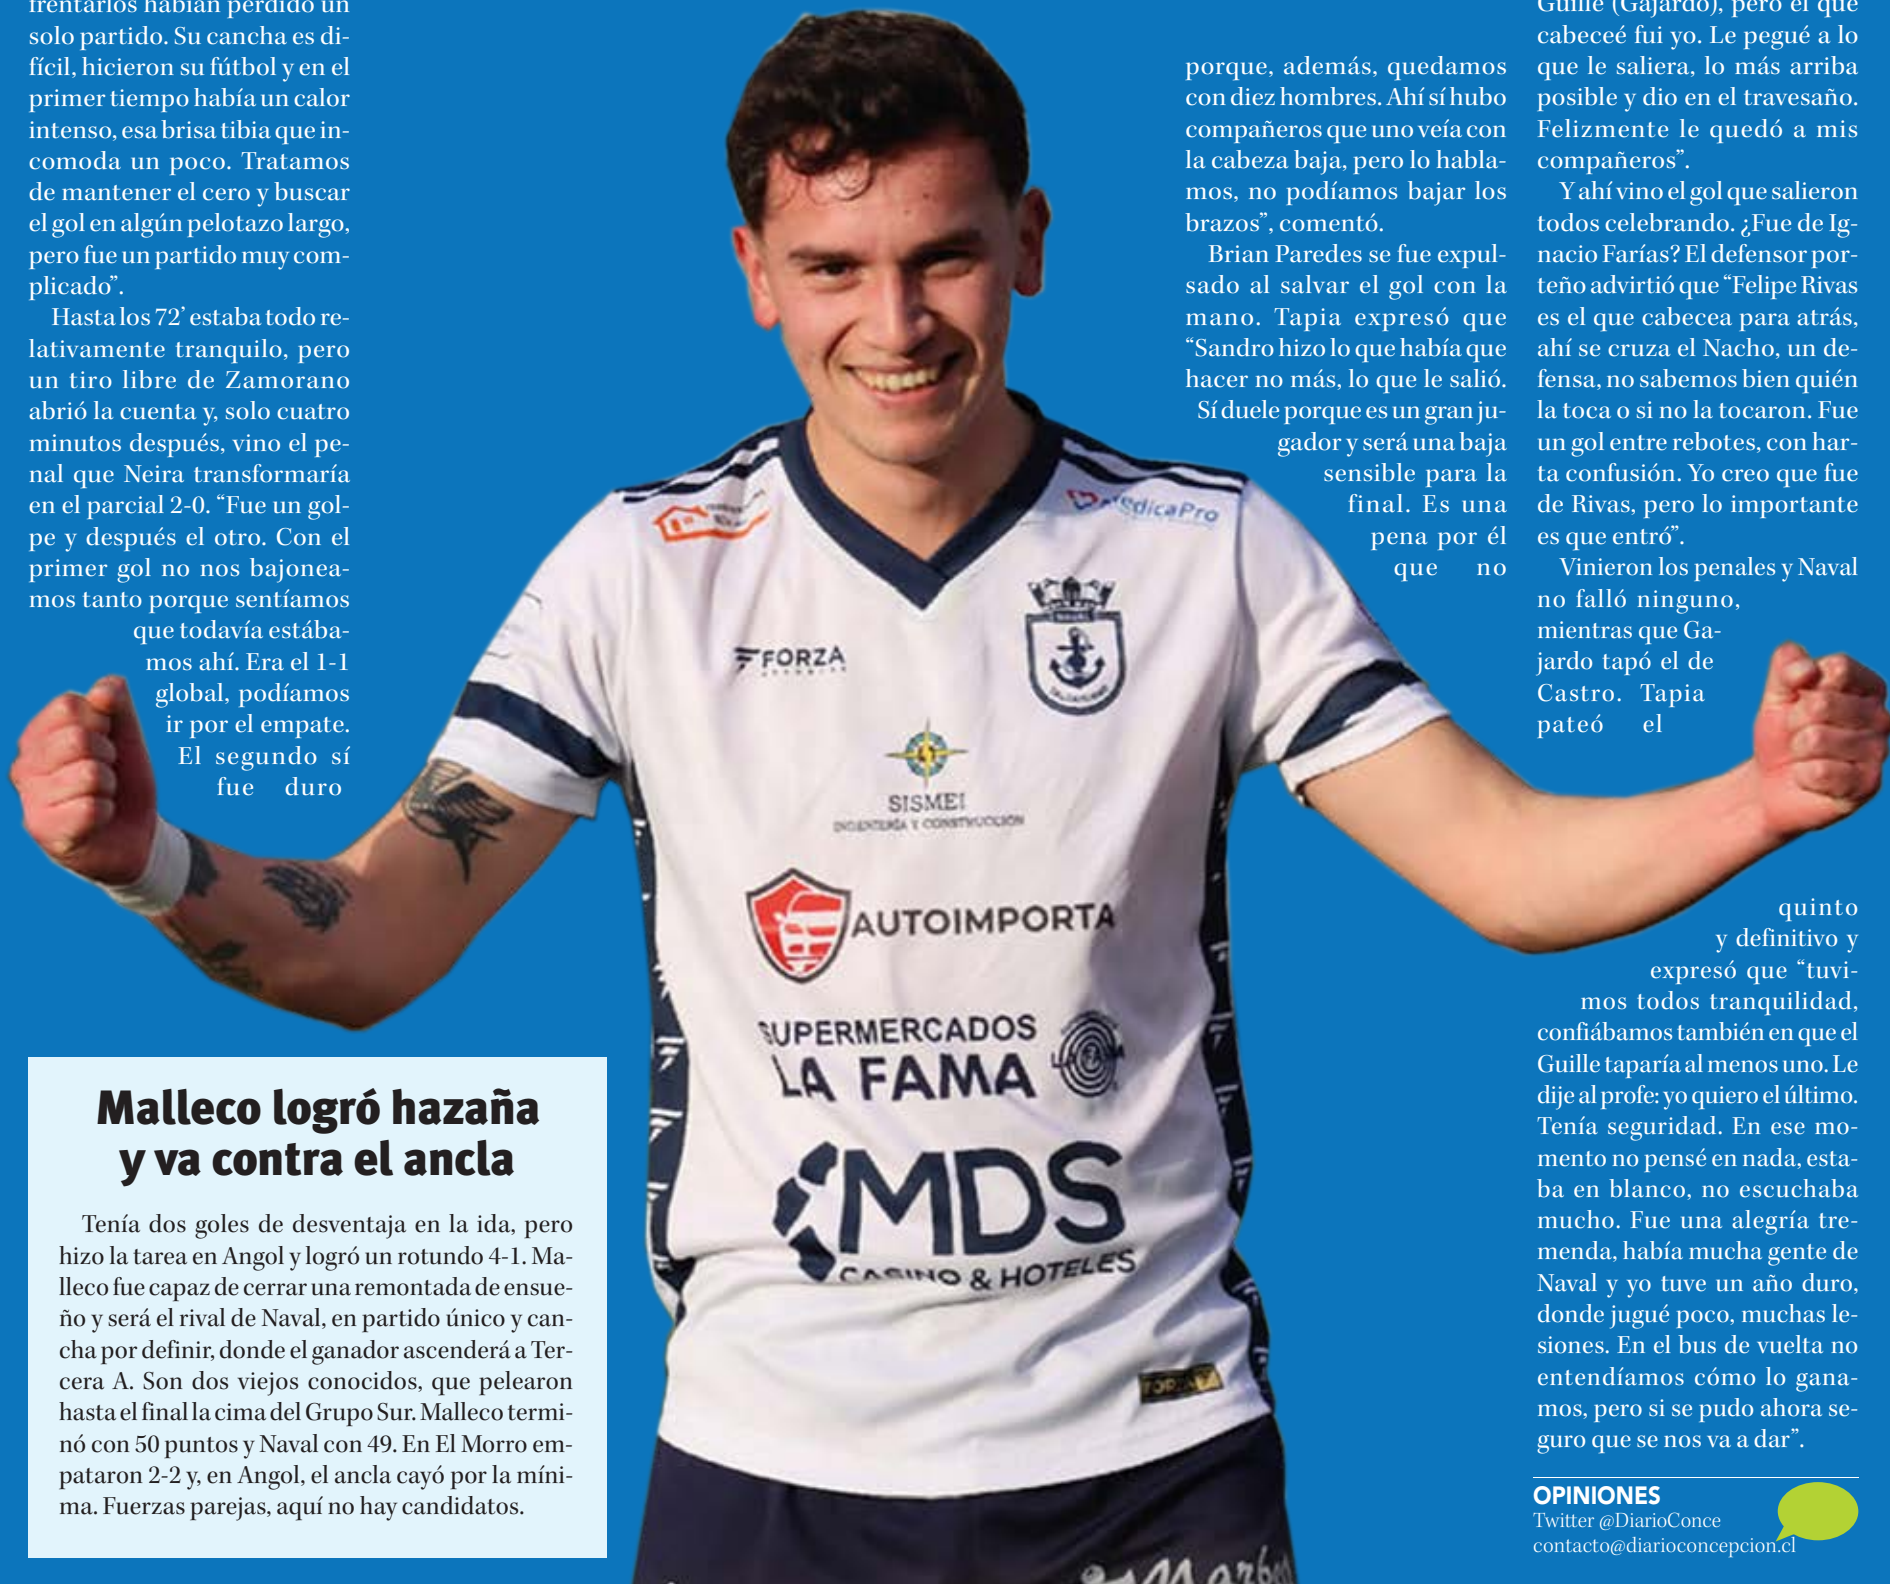 frentarlos habían perdido un
solo partido. Su cancha es di-
fícil, hicieron su fútbol y en el
primer tiempo había un calor
intenso, esa brisa tibia que in-
comoda un poco. Tratamos
de mantener el cero y buscar
el gol en algún pelotazo largo,
pero fue un partido muy com-
plicado”.
Hasta los 72’ estaba todo re-
lativamente tranquilo, pero
un tiro libre de Zamorano
abrió la cuenta y, solo cuatro
minutos después, vino el pe-
nal que Neira transformaría
en el parcial 2-0. “Fue un gol-
pe y después el otro. Con el
primer gol no nos bajonea-
mos tanto porque sentíamos
que todavía estába-
mos ahí. Era el 1-1
global, podíamos
ir por el empate.
El segundo sí
fue duro
porque, además, quedamos
con diez hombres. Ahí sí hubo
compañeros que uno veía con
la cabeza baja, pero lo habla-
mos, no podíamos bajar los
brazos”, comentó.
Brian Paredes se fue expul-
sado al salvar el gol con la
mano. Tapia expresó que
“Sandro hizo lo que había que
hacer no más, lo que le salió.
Sí duele porque es un gran ju-
gador y será una baja
sensible para la
final. Es una
pena por él
que no
Guille (Gajardo), pero el que
cabeceé fui yo. Le pegué a lo
que le saliera, lo más arriba
posible y dio en el travesaño.
Felizmente le quedó a mis
compañeros”.
Y ahí vino el gol que salieron
todos celebrando. ¿Fue de Ig-
nacio Farías? El defensor por-
teño advirtió que “Felipe Rivas
es el que cabecea para atrás,
ahí se cruza el Nacho, un de-
fensa, no sabemos bien quién
la toca o si no la tocaron. Fue
un gol entre rebotes, con har-
ta confusión. Yo creo que fue
de Rivas, pero lo importante
es que entró”.
Vinieron los penales y Naval
no falló ninguno,
mientras que Ga-
jardo tapó el de
Castro. Tapia
pateó el
quinto
y definitivo y
expresó que “tuvi-
mos todos tranquilidad,
confiábamos también en que el
Guille taparía al menos uno. Le
dije al profe: yo quiero el último.
Tenía seguridad. En ese mo-
mento no pensé en nada, esta-
ba en blanco, no escuchaba
mucho. Fue una alegría tre-
menda, había mucha gente de
Naval y yo tuve un año duro,
donde jugué poco, muchas le-
siones. En el bus de vuelta no
entendíamos cómo lo gana-
mos, pero si se pudo ahora se-
guro que se nos va a dar”.
OPINIONES
Twitter @DiarioConce
contacto@diarioconcepcion.cl
Malleco logró hazaña
y va contra el ancla
Tenía dos goles de desventaja en la ida, pero
hizo la tarea en Angol y logró un rotundo 4-1. Ma-
lleco fue capaz de cerrar una remontada de ensue-
ño y será el rival de Naval, en partido único y can-
cha por definir, donde el ganador ascenderá a Ter-
cera A. Son dos viejos conocidos, que pelearon
hasta el final la cima del Grupo Sur. Malleco termi-
nó con 50 puntos y Naval con 49. En El Morro em-
pataron 2-2 y, en Angol, el ancla cayó por la míni-
ma. Fuerzas parejas, aquí no hay candidatos.
MedicaPro
FORZA
SISMEI
INGENIERÍA Y CONSTRUCCIÓN
AUTOIMPORTA
SUPERMERCADOS
LA FAMA
MDS
CASINO & HOTELES
FORZA